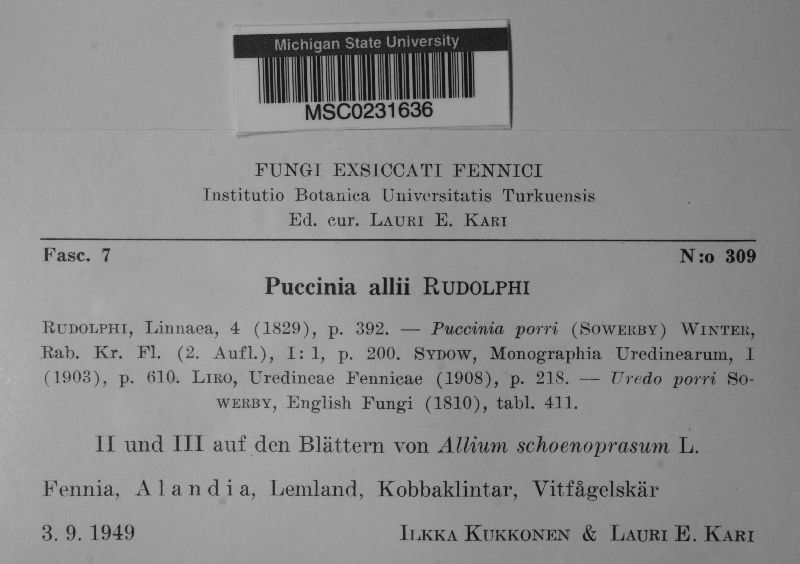 Michigan State University
MSC0231636
FUNGI EXSICCATI FENNICI
Institutio Botanica Universitatis Turkuensis
Ed. cur. LAURI E. KARI
Fasc. 7 N:o 309
Puccinia allii RUDOLPHI
RUDOLPHI, Linnaea, 4 (1829), p. 392. — Puccinia porri (SOWERBY) WINTER,
Rab. Kr. Fl. (2. Aufl.), I: 1, p. 200. SYDOW, Monographia Uredinearum, I
(1903), p. 610. LIRO, Uredineae Fennicae (1908), p. 218. — Uredo porri SO-
WERBY, English Fungi (1810), tabl. 411.
II und III auf den Blättern von Allium schoenoprasum L.
Fennia, Alandia, Lemland, Kobbaklintar, Vitfågelskär
3. 9. 1949 ILKKA KUKKONEN & LAURI E. KARI